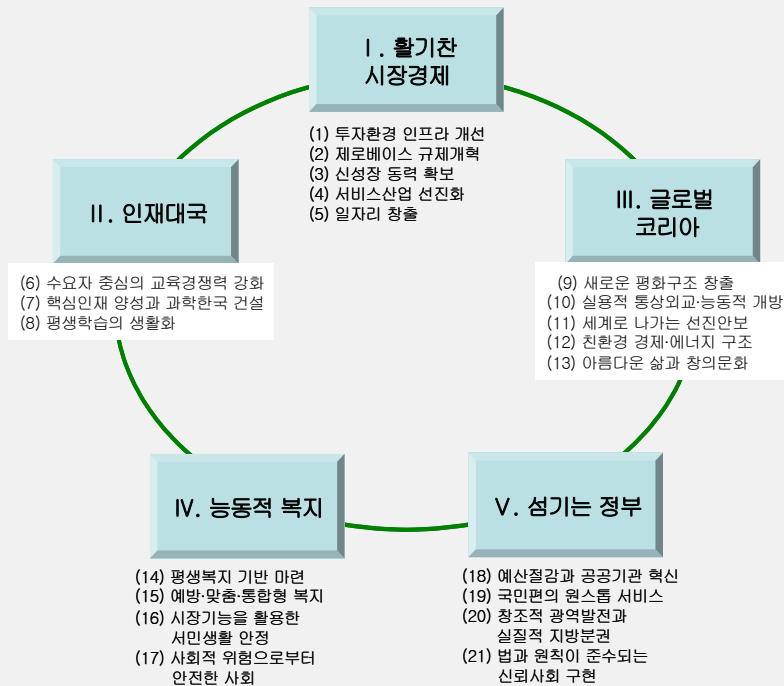 Ⅰ. 활기찬
시장경제
(1) 투자환경 인프라 개선
(2) 제로베이스 규제개혁
(3) 신성장 동력 확보
(4) 서비스산업 선진화
(5) 일자리 창출
Ⅱ. 인재대국
(6) 수요자 중심의 교육경쟁력 강화
(7) 핵심인재 양성과 과학한국 건설
(8) 평생학습의 생활화
Ⅲ. 글로벌
코리아
(9) 새로운 평화구조 창출
(10) 실용적 통상외교·능동적 개방
(11) 세계로 나가는 선진안보
(12) 친환경 경제·에너지 구조
(13) 아름다운 삶과 창의문화
Ⅳ. 능동적 복지
(14) 평생복지 기반 마련
(15) 예방·맞춤·통합형 복지
(16) 시장기능을 활용한
서민생활 안정
(17) 사회적 위험으로부터
안전한 사회
Ⅴ. 섬기는 정부
(18) 예산절감과 공공기관 혁신
(19) 국민편의 원스톱 서비스
(20) 창조적 광역발전과
실질적 지방분권
(21) 법과 원칙이 준수되는
신뢰사회 구현